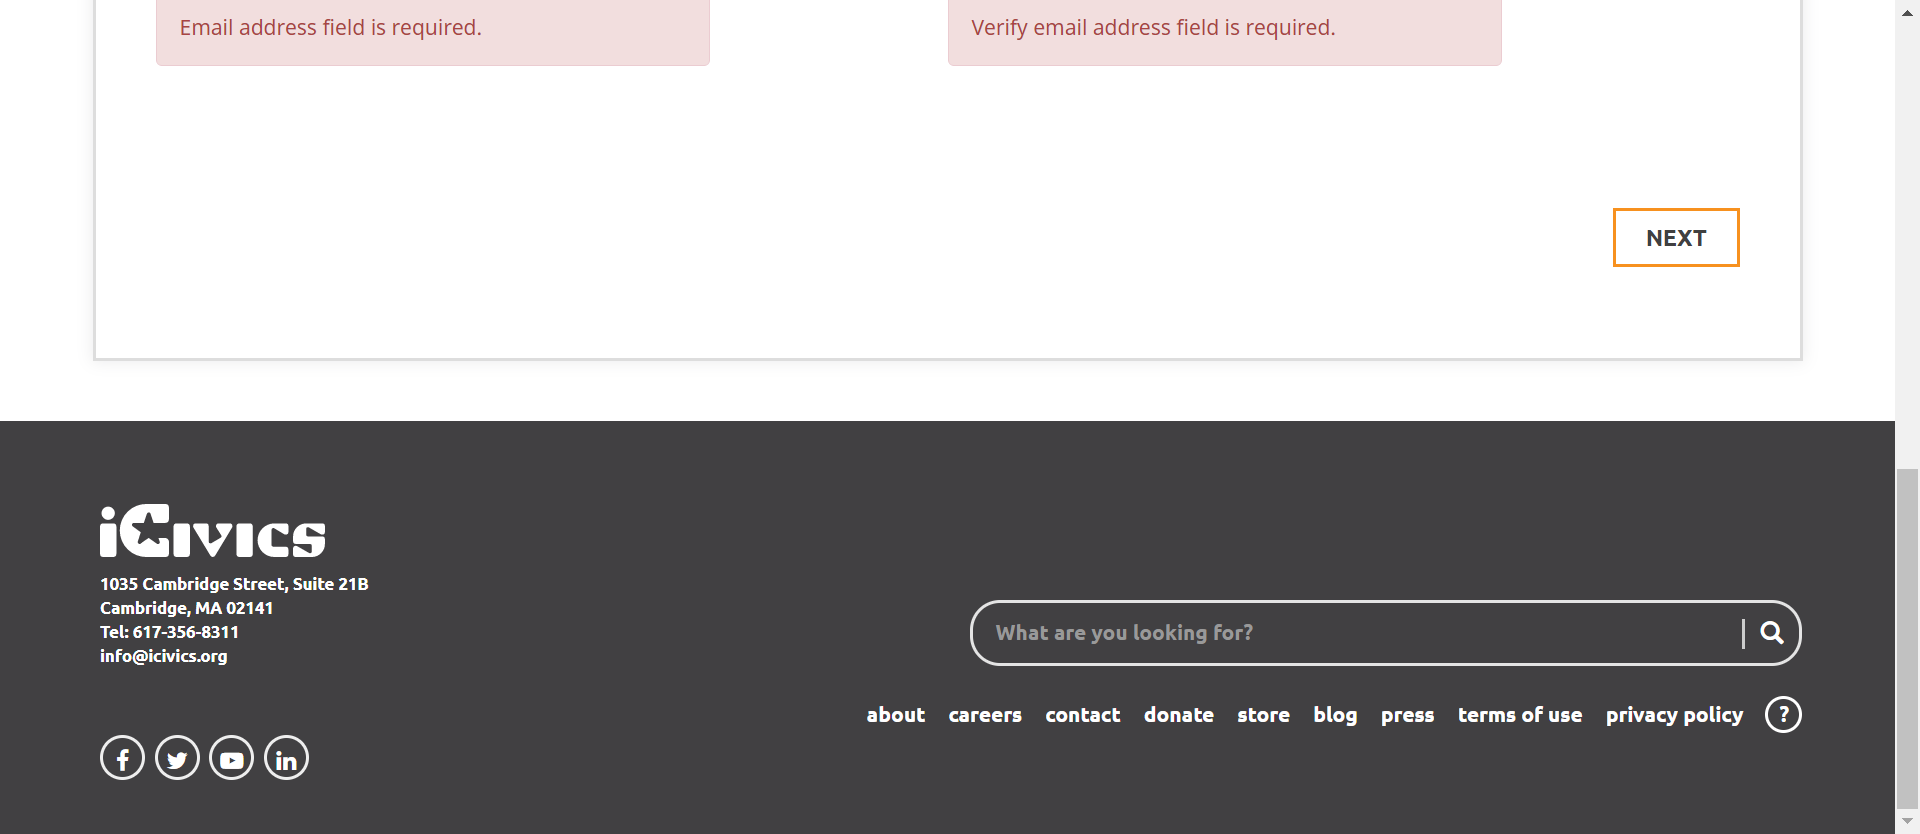 Email address field is required.
Verify email address field is required.
NEXT
iCivics
1035 Cambridge Street, Suite 21B
Cambridge, MA 02141
Tel: 617-356-8311
info@icivics.org
What are you looking for?
about careers contact donate store blog press terms of use privacy policy ?